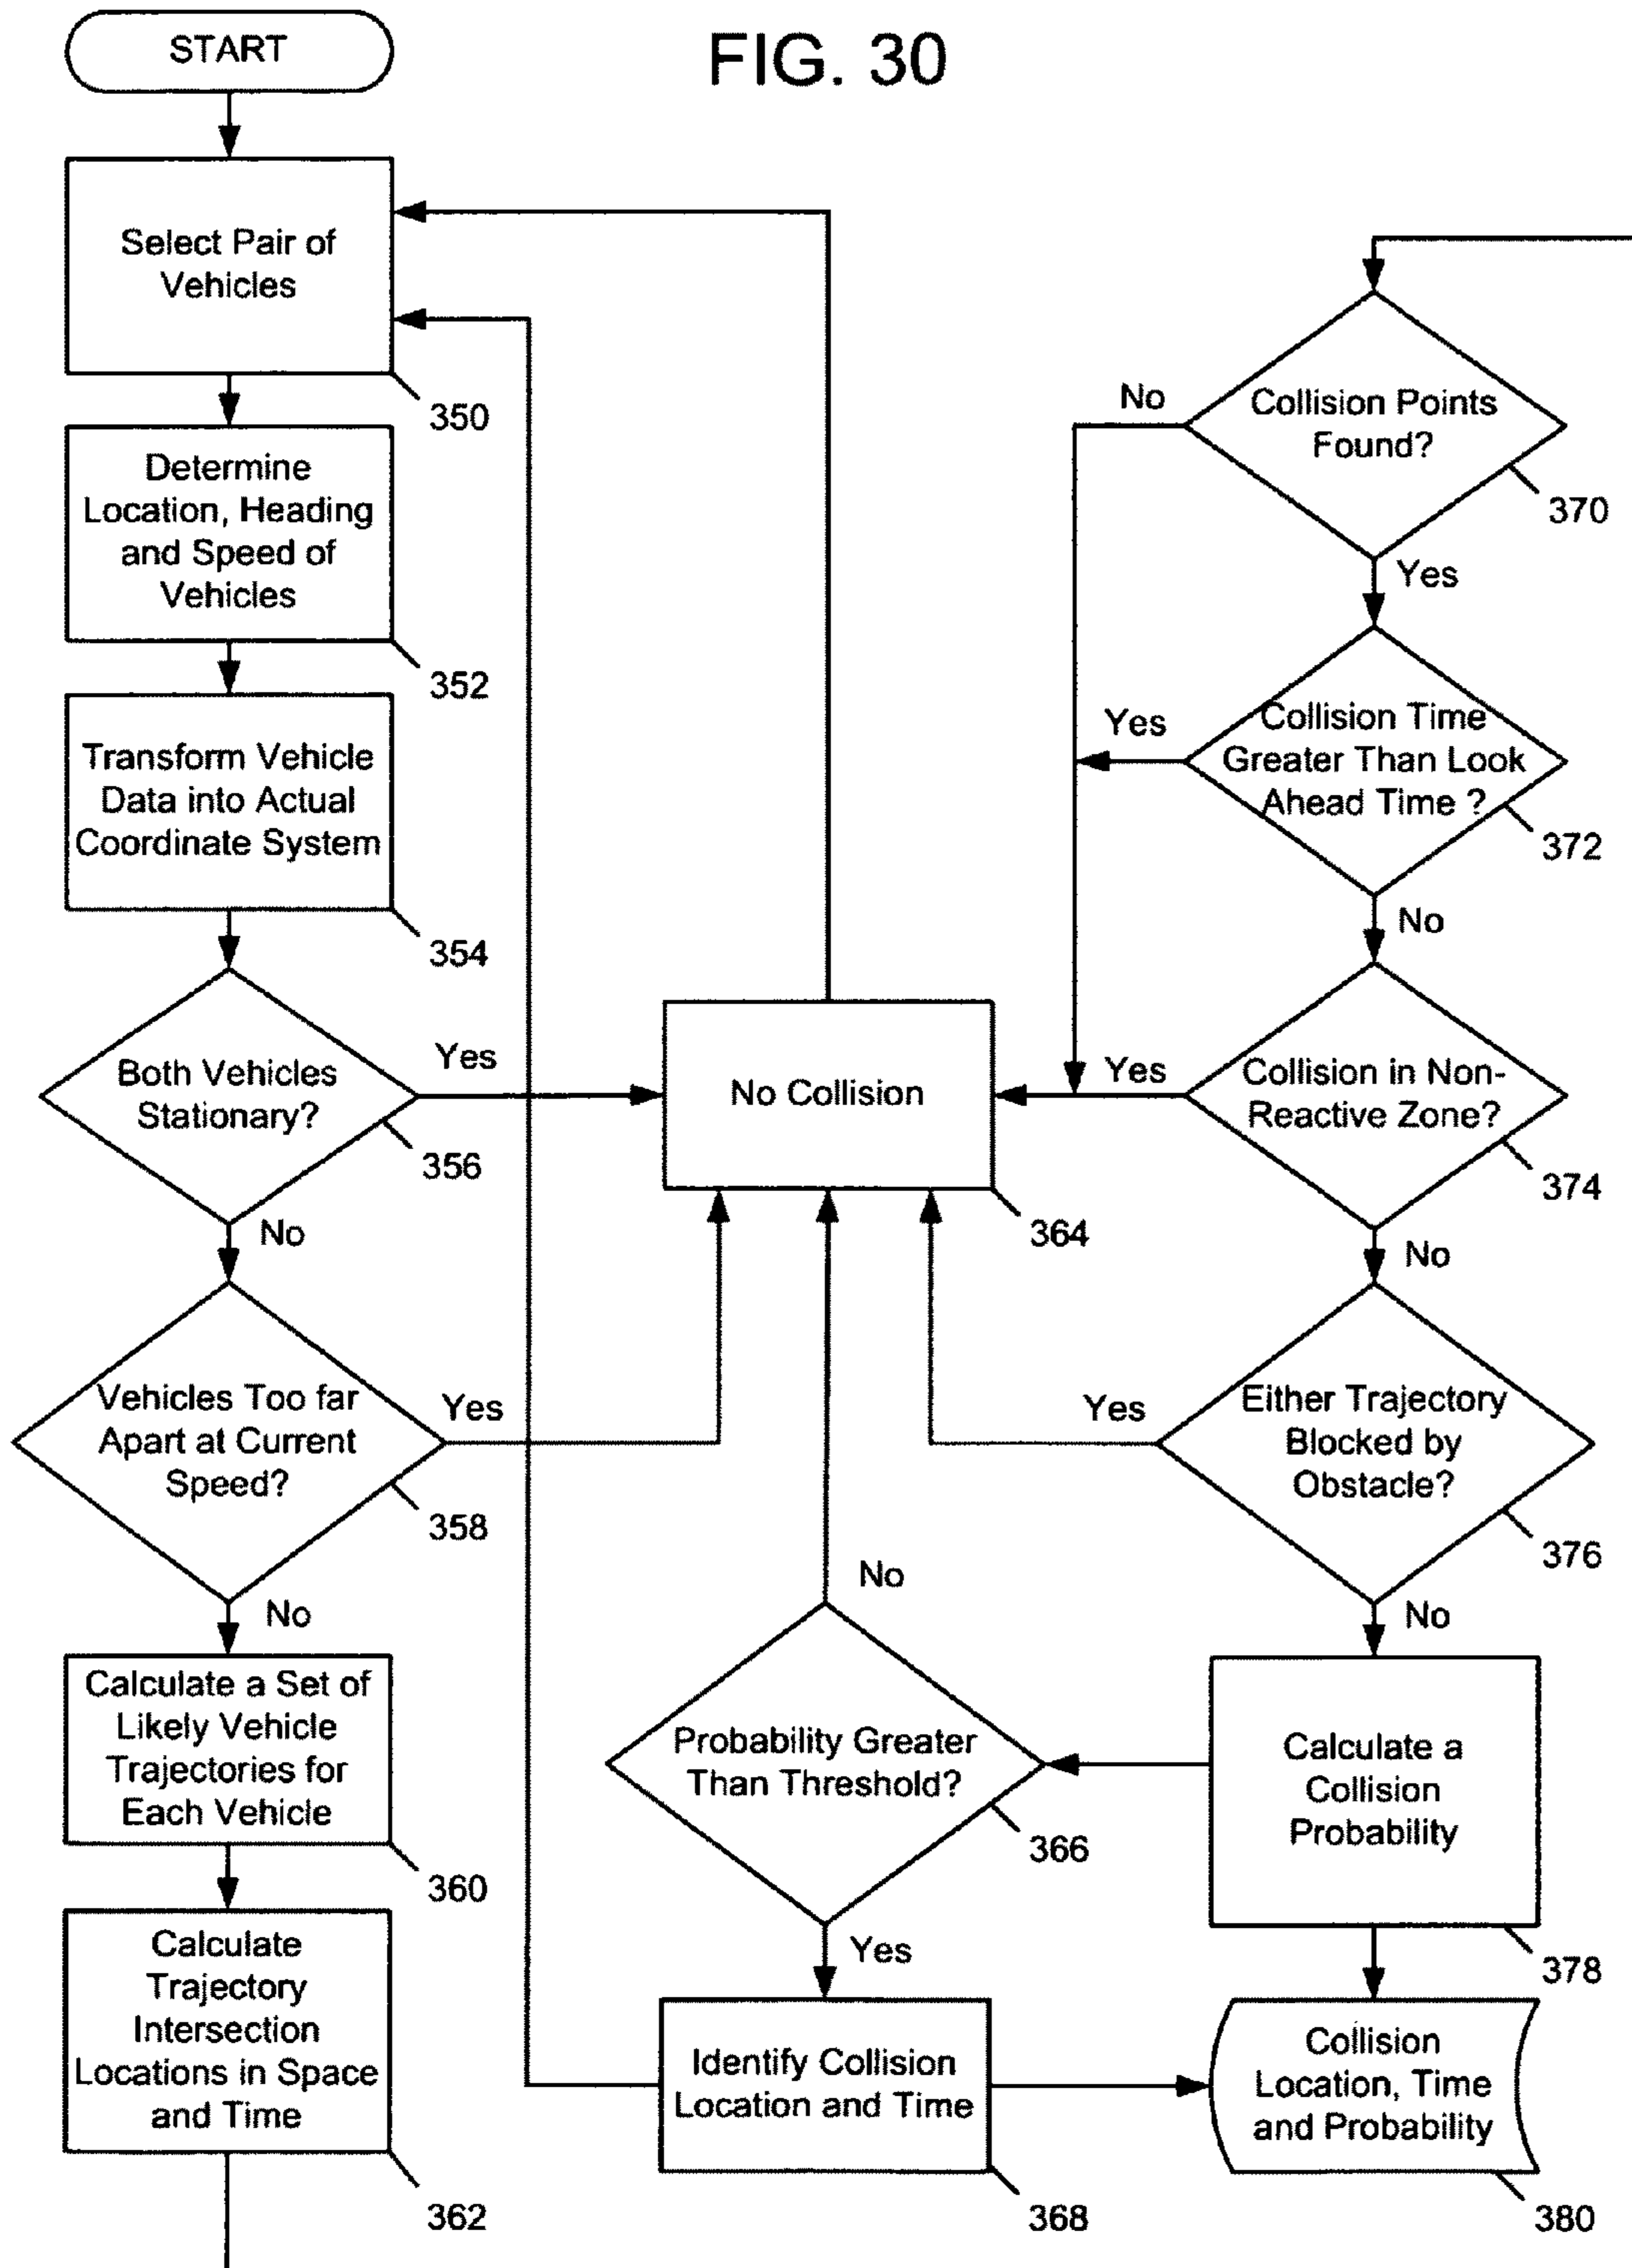 START
FIG. 30
Select Pair of
Vehicles
350
Determine
Location, Heading
and Speed of
Vehicles
352
Transform Vehicle
Data into Actual
Coordinate System
354
Both Vehicles
Stationary?
Yes
356
No
Vehicles Too far
Apart at Current
Speed?
Yes
358
No
Calculate a Set of
Likely Vehicle
Trajectories for
Each Vehicle
360
Calculate
Trajectory
Intersection
Locations in Space
and Time
362
No Collision
364
No
Probability Greater
Than Threshold?
366
Yes
Identify Collision
Location and Time
368
No
Collision Points
Found?
370
Yes
Yes
Collision Time
Greater Than Look
Ahead Time ?
372
No
Yes
Collision in Non-
Reactive Zone?
374
No
Yes
Either Trajectory
Blocked by
Obstacle?
376
No
Calculate a
Collision
Probability
378
Collision
Location, Time
and Probability
380